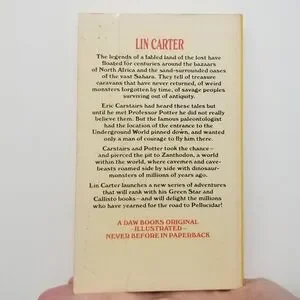 LIN CARTER
The legends of a fabled land of the lost have
floated for centuries around the bazaars
of North Africa and the sand-surrounded oases
of the vast Sahara. They tell of treasure
caravans that have never returned, of weird
monsters forgotten by time, of savage peoples
surviving out of antiquity.
Eric Carstairs had heard these tales but
until he met Professor Potter he did not really
believe them. But the famous paleontologist
had the location of the entrance to the
Underground World pinned down, and wanted
only a man of courage to fly him there.
Carstairs and Potter took the chance—
and pierced the pit to Zanthodon, a world
within the world, where cavemen and cave-
beasts roamed side by side with dinosaur-
monsters of millions of years ago.
Lin Carter launches a new series of adventures
that will rank with his Green Star and
Callisto books—and will delight the millions
who have yearned for the road to Pellucidar!
A DAW BOOKS ORIGINAL
—ILLUSTRATED—
NEVER BEFORE IN PAPERBACK